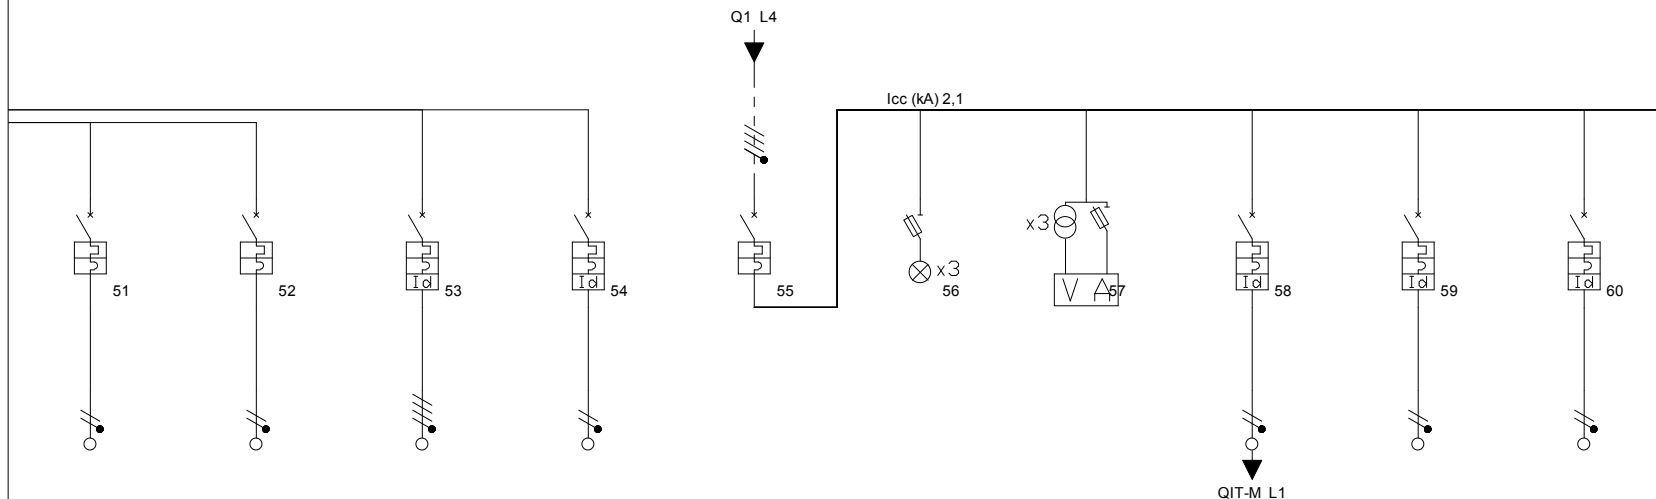 Q1 L4
Icc (kA) 2,1
x3
x3
Id
Id
V A
Id
Id
Id
51
52
53
54
55
56
57
58
59
60
QIT-M L1